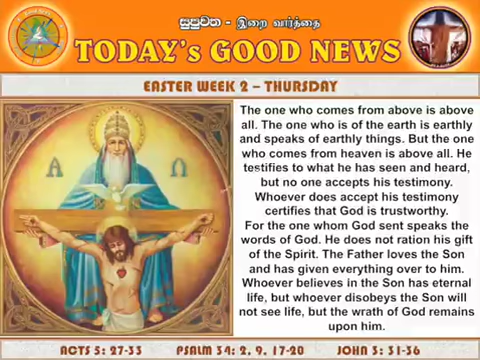 සුපුවත - இறை வார்த்தை
TODAY's GOOD NEWS
EASTER WEEK 2 – THURSDAY
Α Ω
The one who comes from above is above
all. The one who is of the earth is earthly
and speaks of earthly things. But the one
who comes from heaven is above all. He
testifies to what he has seen and heard,
but no one accepts his testimony.
Whoever does accept his testimony
certifies that God is trustworthy.
For the one whom God sent speaks the
words of God. He does not ration his gift
of the Spirit. The Father loves the Son
and has given everything over to him.
Whoever believes in the Son has eternal
life, but whoever disobeys the Son will
not see life, but the wrath of God remains
upon him.
ACTS 5: 27-33 PSALM 34: 2, 9, 17-20 JOHN 3: 31-36